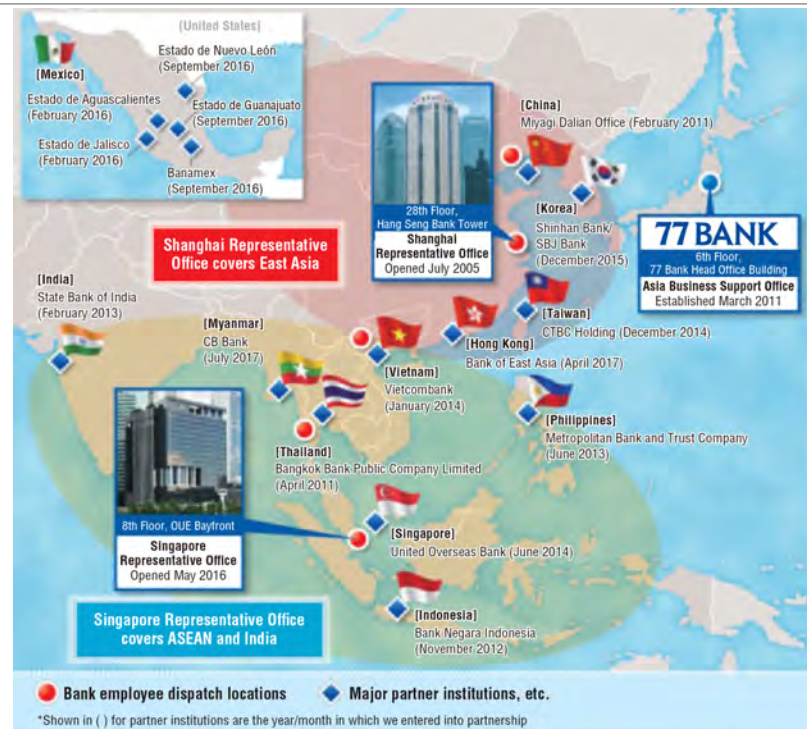 [United States]
[Mexico]
Estado de Nuevo León
(September 2016)
Estado de Aguascalientes
(February 2016)
Estado de Guanajuato
(September 2016)
Estado de Jalisco
(February 2016)
Banamex
(September 2016)
[China]
Miyagi Dalian Office (February 2011)
28th Floor,
Hang Seng Bank Tower
Shanghai
Representative Office
Opened July 2005
[Korea]
Shinhan Bank/
SBJ Bank
(December 2015)
77 BANK
6th Floor,
77 Bank Head Office Building
Asia Business Support Office
Established March 2011
Shanghai Representative
Office covers East Asia
[India]
State Bank of India
(February 2013)
[Taiwan]
CTBC Holding (December 2014)
[Myanmar]
CB Bank
(July 2017)
[Hong Kong]
Bank of East Asia (April 2017)
[Vietnam]
Vietcombank
(January 2014)
[Philippines]
Metropolitan Bank and Trust Company
(June 2013)
[Thailand]
Bangkok Bank Public Company Limited
(April 2011)
8th Floor, OUE Bayfront
Singapore
Representative Office
Opened May 2016
[Singapore]
United Overseas Bank (June 2014)
[Indonesia]
Bank Negara Indonesia
(November 2012)
Singapore Representative Office
covers ASEAN and India
Bank employee dispatch locations
Major partner institutions, etc.
*Shown in ( ) for partner institutions are the year/month in which we entered into partnership